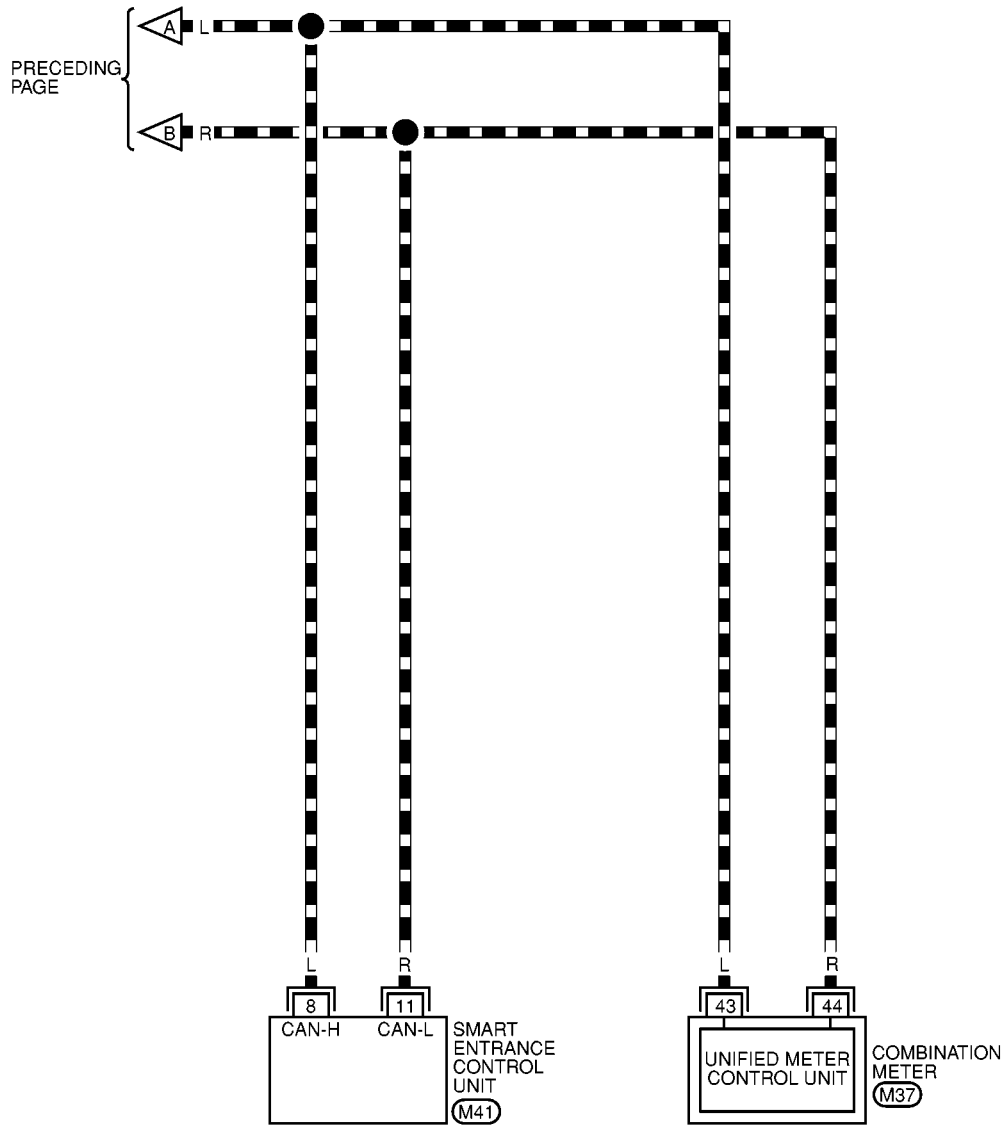 A L
PRECEDING
PAGE
B R
L R L R
8 11 43 44
CAN-H CAN-L
SMART
ENTRANCE
CONTROL
UNIT
M41
UNIFIED METER
CONTROL UNIT
COMBINATION
METER
M37